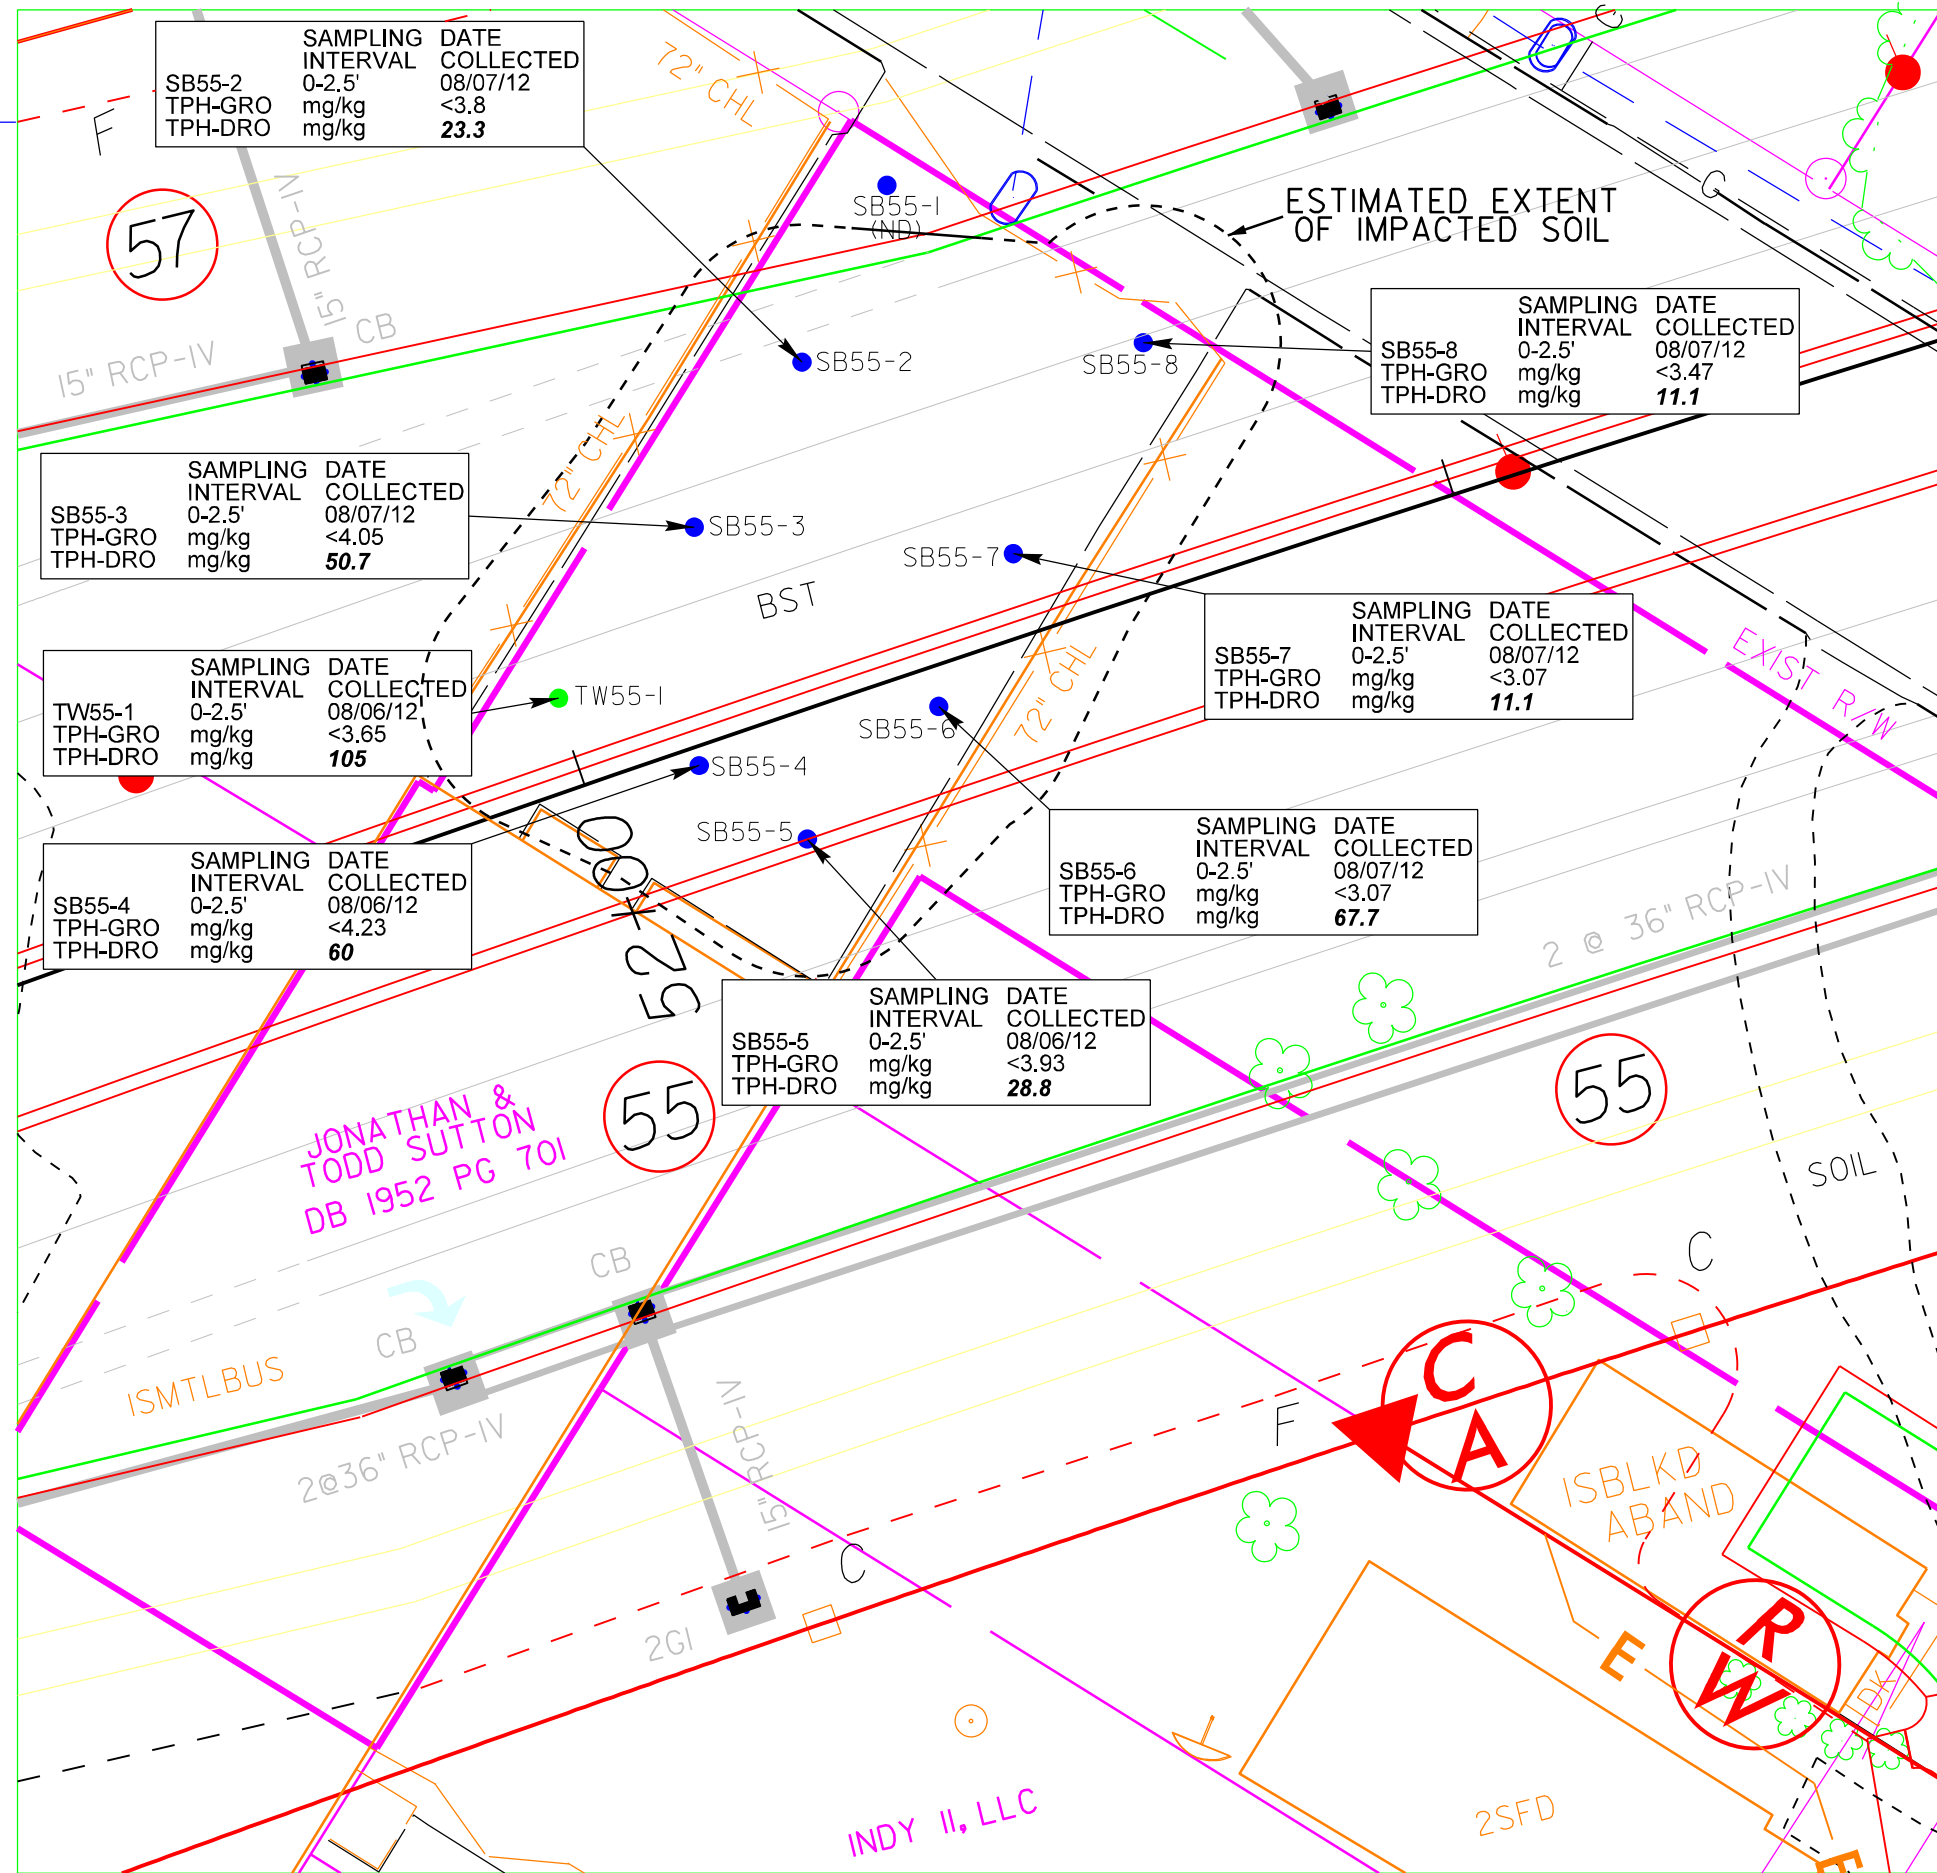 SAMPLING DATE
INTERVAL COLLECTED
SB55-2 0-2.5' 08/07/12
TPH-GRO mg/kg <3.8
TPH-DRO mg/kg 23.3
72" CHL
F
57
15" RCP-IV
CB
15" RCP-IV
SB55-1
(ND)
C
C
ESTIMATED EXTENT
OF IMPACTED SOIL
SB55-2
SB55-8
SAMPLING DATE
INTERVAL COLLECTED
SB55-8 0-2.5' 08/07/12
TPH-GRO mg/kg <3.47
TPH-DRO mg/kg 11.1
72" CHL
SAMPLING DATE
INTERVAL COLLECTED
SB55-3 0-2.5' 08/07/12
TPH-GRO mg/kg <4.05
TPH-DRO mg/kg 50.7
SB55-3
SB55-7
BST
SAMPLING DATE
INTERVAL COLLECTED
SB55-7 0-2.5' 08/07/12
TPH-GRO mg/kg <3.07
TPH-DRO mg/kg 11.1
EXIST R/W
SAMPLING DATE
INTERVAL COLLECTED
TW55-1 0-2.5' 08/06/12
TPH-GRO mg/kg <3.65
TPH-DRO mg/kg 105
TW55-1
SB55-6
72" CHL
SB55-4
SB55-5
52+00
SAMPLING DATE
INTERVAL COLLECTED
SB55-4 0-2.5' 08/06/12
TPH-GRO mg/kg <4.23
TPH-DRO mg/kg 60
SAMPLING DATE
INTERVAL COLLECTED
SB55-6 0-2.5' 08/07/12
TPH-GRO mg/kg <3.07
TPH-DRO mg/kg 67.7
2 @ 36" RCP-IV
SAMPLING DATE
INTERVAL COLLECTED
SB55-5 0-2.5' 08/06/12
TPH-GRO mg/kg <3.93
TPH-DRO mg/kg 28.8
55
55
JONATHAN &
TODD SUTTON
DB 1952 PG 701
SOIL
C
CB
CB
1SMTLBUS
2@36" RCP-IV
15" RCP-IV
F
C
A
1SBLKD
ABAND
C
2GI
E
R
W
INDY II, LLC
2SFD
E